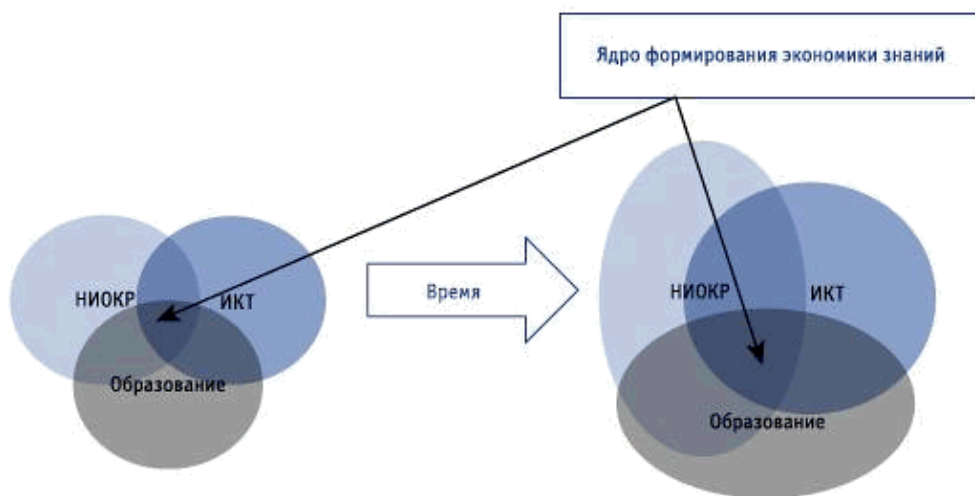 Ядро формирования экономики знаний
НИОКР
ИКТ
Образование
Время
НИОКР
ИКТ
Образование